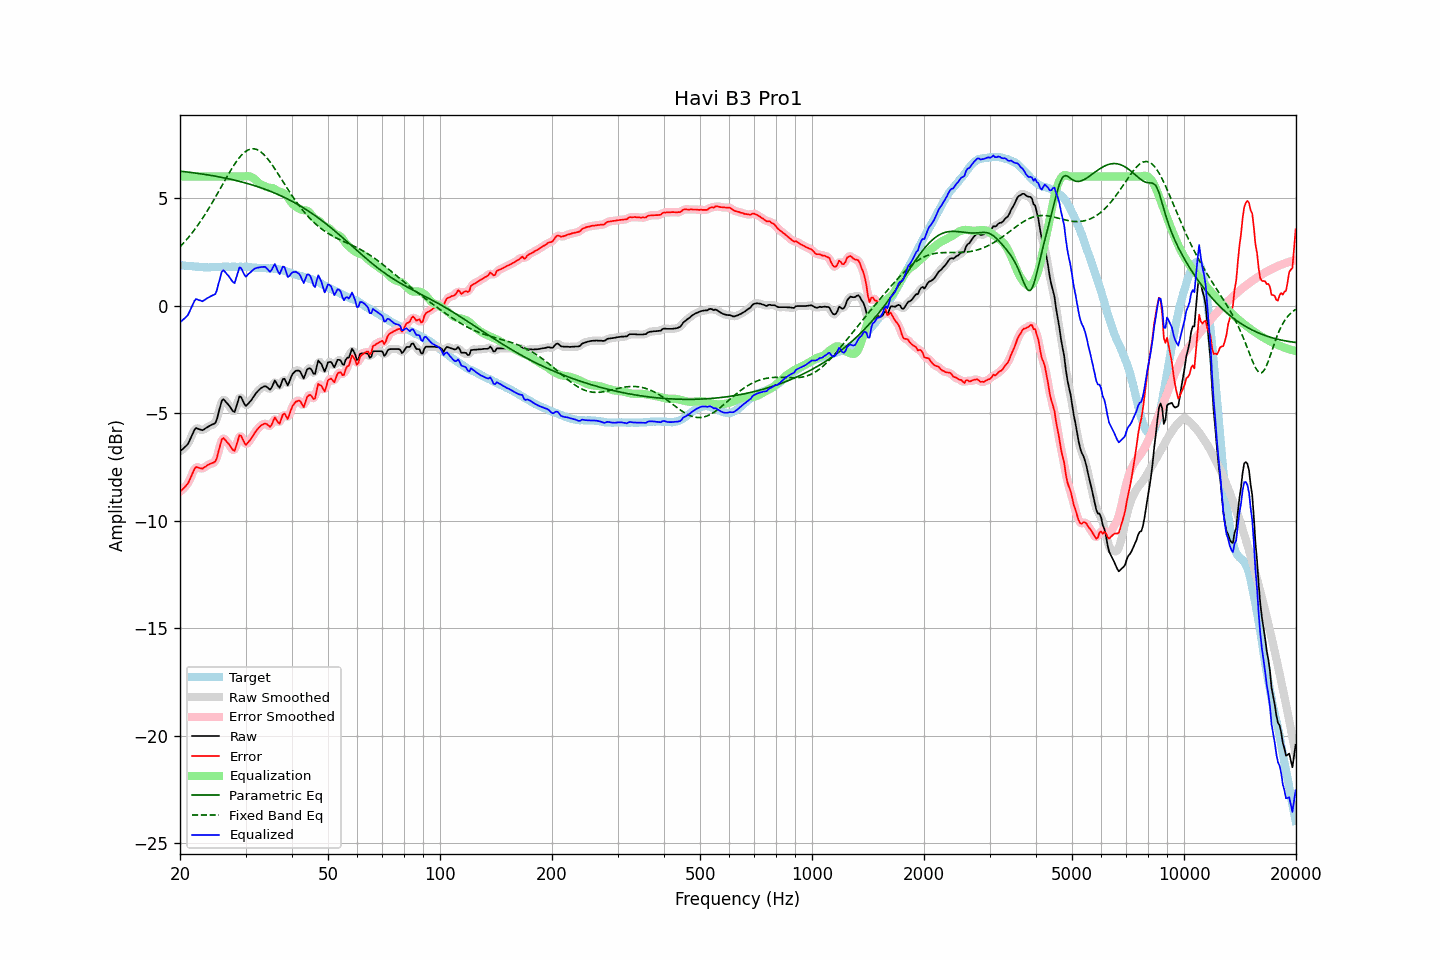 Havi B3 Pro1
Amplitude (dBr)
5
0
−5
−10
−15
−20
−25
Target
Raw Smoothed
Error Smoothed
Raw
Error
Equalization
Parametric Eq
Fixed Band Eq
Equalized
20 50 100 200 500 1000 2000 5000 10000 20000
Frequency (Hz)